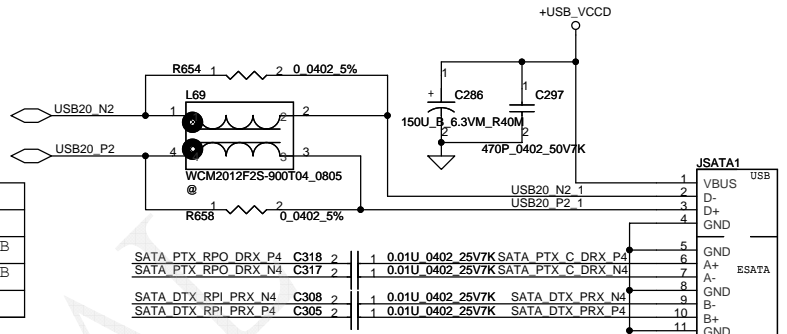 +USB_VCCD
R654 1 2 0_0402_5%
L69
USB20_N2 1 2
USB20_P2 4 3
WCM2012F2S-900T04_0805
@
R658 1 2 0_0402_5%
+ 1 C286 1 C297
150U_B_6.3VM_R40M
2 2
470P_0402_50V7K
JSATA1
USB
1 VBUS
USB20_N2_1 2 D-
USB20_P2_1 3 D+
4 GND
5 GND
SATA_PTX_RPO_DRX_P4 C318 2 1 0.01U_0402_25V7K SATA_PTX_C_DRX_P4 6 A+
SATA_PTX_RPO_DRX_N4 C317 2 1 0.01U_0402_25V7K SATA_PTX_C_DRX_N4 7 A-
ESATA
8 GND
SATA_DTX_RPI_PRX_N4 C308 2 1 0.01U_0402_25V7K SATA_DTX_PRX_N4 9 B-
SATA_DTX_RPI_PRX_P4 C305 2 1 0.01U_0402_25V7K SATA_DTX_PRX_P4 10 B+
11 GND
B
B